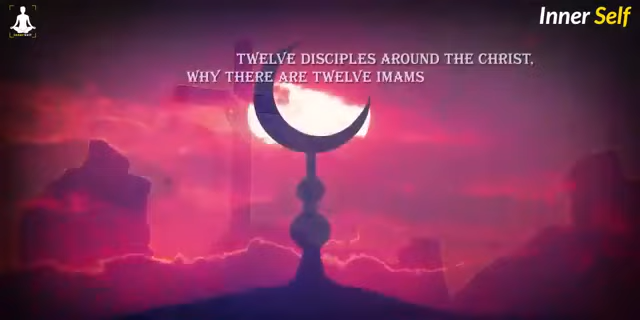 Inner Self
TWELVE DISCIPLES AROUND THE CHRIST,
WHY THERE ARE TWELVE IMAMS